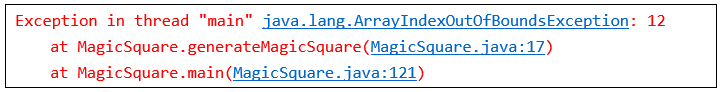 Exception in thread "main" java.lang.ArrayIndexOutOfBoundsException: 12
at MagicSquare.generateMagicSquare(MagicSquare.java:17)
at MagicSquare.main(MagicSquare.java:121)